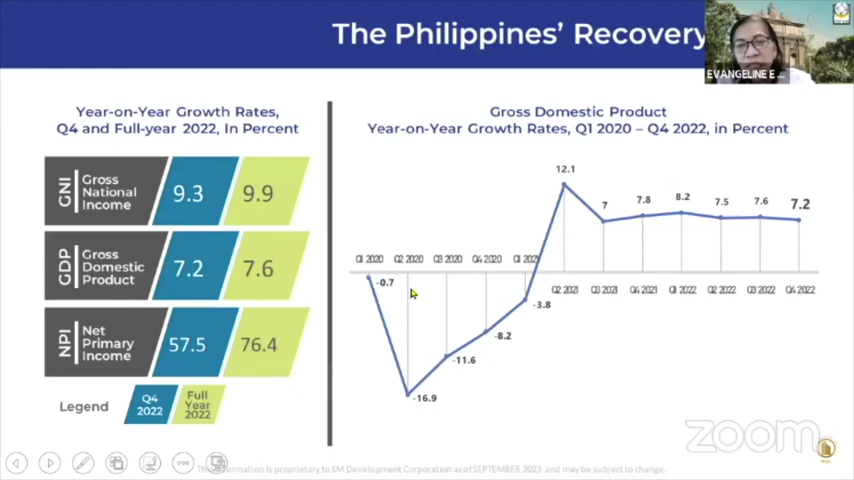 The Philippines' Recovery
EVANGELINE E...
Year-on-Year Growth Rates,
Q4 and Full-year 2022, In Percent
GNI
Gross
National
Income
9.3
9.9
GDP
Gross
Domestic
Product
7.2
7.6
NPI
Net
Primary
Income
57.5
76.4
Legend
Q4
2022
Full
Year
2022
Gross Domestic Product
Year-on-Year Growth Rates, Q1 2020 – Q4 2022, in Percent
12.1
7
7.8
8.2
7.5
7.6
7.2
Q1 2020
Q2 2020
Q3 2020
Q4 2020
Q1 2021
-0.7
-3.8
Q2 2021
Q3 2021
Q4 2021
Q1 2022
Q2 2022
Q3 2022
Q4 2022
-8.2
-11.6
-16.9
zoom
information is proprietary to SM Development Corporation as of SEPTEMBER 2023 and may be subject to change.